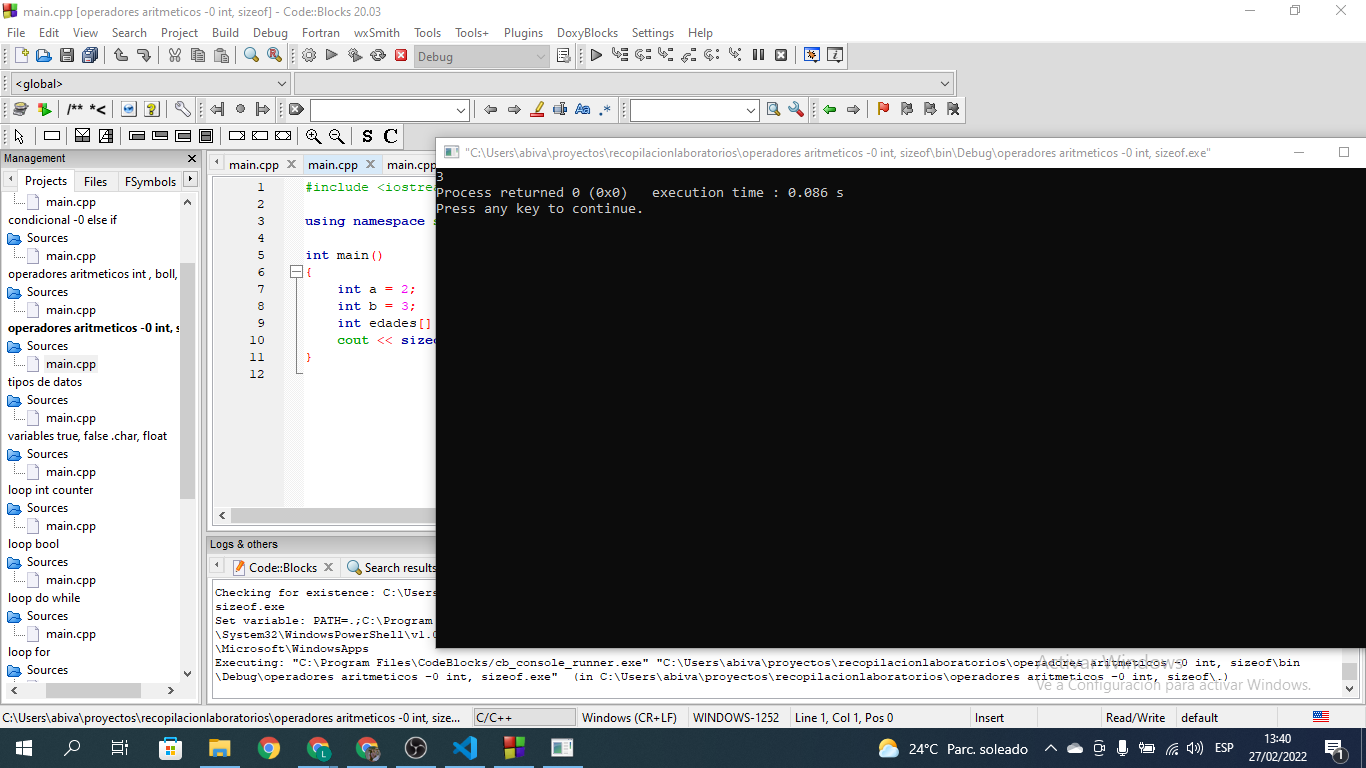 main.cpp [operadores aritmeticos -0 int, sizeof] - Code::Blocks 20.03
File Edit View Search Project Build Debug Fortran wxSmith Tools Tools+ Plugins DoxyBlocks Settings Help
Debug
<global>
/** *<
Aa .*
S C
Management
Projects Files FSymbols
main.cpp
condicional -0 else if
Sources
main.cpp
operadores aritmeticos int , boll,
Sources
main.cpp
operadores aritmeticos -0 int, s
Sources
main.cpp
tipos de datos
Sources
main.cpp
variables true, false .char, float
Sources
main.cpp
loop int counter
Sources
main.cpp
loop bool
Sources
main.cpp
loop do while
Sources
main.cpp
loop for
Sources
main.cpp main.cpp main.cpp
1 #include <iostre
2
3 using namespace
4
5 int main()
6 {
7 int a = 2;
8 int b = 3;
9 int edades[]
10 cout << sizeo
11 }
12
"C:\Users\abiva\proyectos\recopilacionlaboratorios\operadores aritmeticos -0 int, sizeof\bin\Debug\operadores aritmeticos -0 int, sizeof.exe"
3
Process returned 0 (0x0) execution time : 0.086 s
Press any key to continue.
Logs & others
Code::Blocks Search results
Checking for existence: C:\Users
sizeof.exe
Set variable: PATH=.;C:\Program
\System32\WindowsPowerShell\v1.0
\Microsoft\WindowsApps
Executing: "C:\Program Files\CodeBlocks/cb_console_runner.exe" "C:\Users\abiva\proyectos\recopilacionlaboratorios\operadores aritmeticos -0 int, sizeof\bin
\Debug\operadores aritmeticos -0 int, sizeof.exe" (in C:\Users\abiva\proyectos\recopilacionlaboratorios\operadores aritmeticos -0 int, sizeof\.)
Activar Windows
Ve a Configuración para activar Windows.
C:\Users\abiva\proyectos\recopilacionlaboratorios\operadores aritmeticos -0 int, size... C/C++ Windows (CR+LF) WINDOWS-1252 Line 1, Col 1, Pos 0 Insert Read/Write default
24°C Parc. soleado ESP 13:40
27/02/2022
1